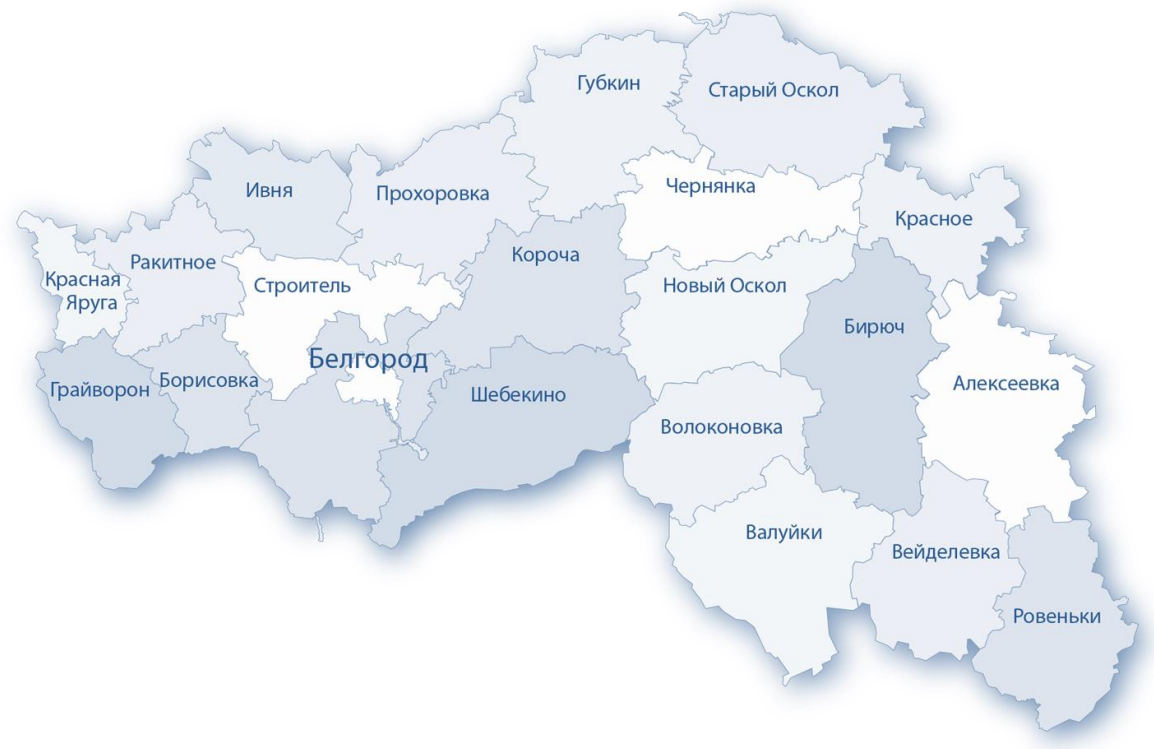 Губкин
Старый Оскол
Ивня
Прохоровка
Чернянка
Красное
Ракитное
Короча
Красная
Яруга
Строитель
Новый Оскол
Бирюч
Белгород
Грайворон
Борисовка
Шебекино
Алексеевка
Волоконовка
Валуйки
Вейделевка
Ровеньки